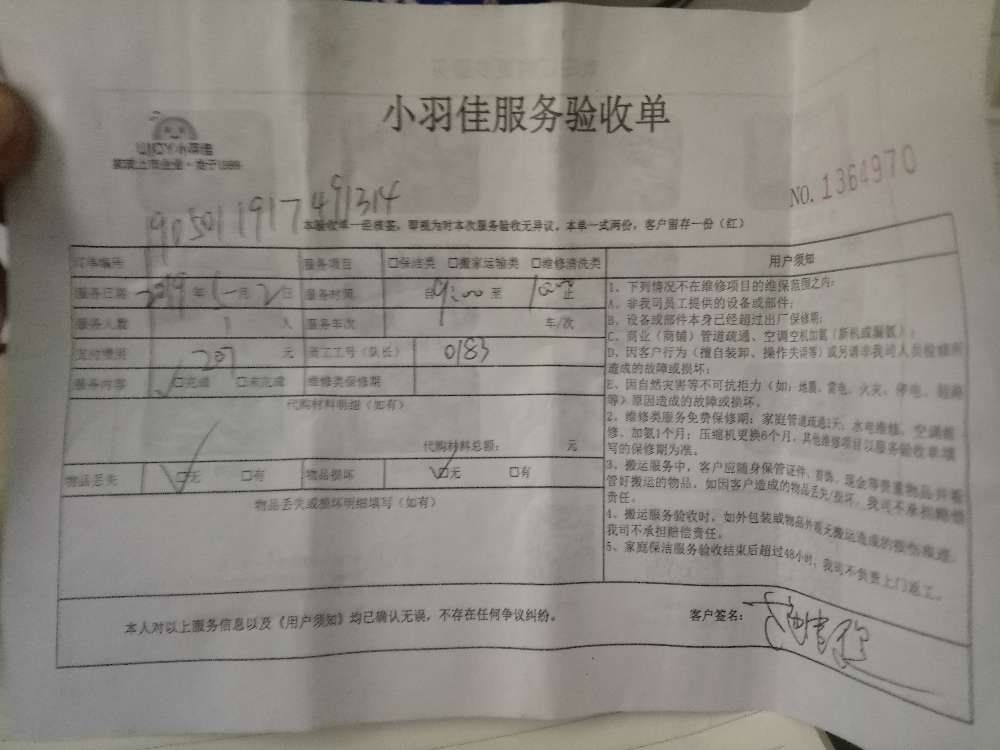 小羽佳服务验收单
UNIY小羽佳
NO. 1364970
190501191749 1314
本验收单一经签签，即视为对本次服务验收无异议。本单一式两份，客户留存一份（红）
订单编号 服务项目 □保洁类 □搬家运输类 □维修清洗类 用户须知
服务日期 2019年 月2日 服务时间 自9:00至 止
服务人数 1 人 服务车次 车/次
支付费用 207 元 员工工号（队长） 0183
服务内容 □完成 □未完成 维修类保修期
代购材料明细（如有）
代购材料总额： 元
物品丢失 □无 □有 物品损坏 □无 □有
物品丢失或损坏明细填写（如有）
1、下列情况不在维修项目的维保范围之内：
A、非我司员工提供的设备或部件；
B、设备或部件本身已经超过出厂保修期；
C、商业（商铺）管道疏通、空调空机加氨（新机或漏氨）；
D、因客户行为（擅自装卸、操作失误等）或另请非我司人员检修所
造成的故障或损坏；
E、因自然灾害等不可抗拒力（如：地震、雷电、火灾、停电、短路
等）原因造成的故障或损坏。
2、维修类服务免费保修期：家庭管道疏通3天，水电维修、空调维
修、加氨1个月；压缩机更换6个月，其他维修项目以服务验收单填
写的保修期为准。
3、搬运服务中，客户应随身保管证件、首饰、现金等贵重物品并看
管好搬运的物品。如因客户造成的物品丢失/损坏，我司不承担赔偿
责任。
4、搬运服务验收时，如外包装或物品外观无搬运造成的损伤痕迹，
我司不承担赔偿责任。
5、家庭保洁服务验收结束后超过48小时，我司不负责上门返工。
本人对以上服务信息以及《用户须知》均已确认无误，不存在任何争议纠纷。
客户签名：